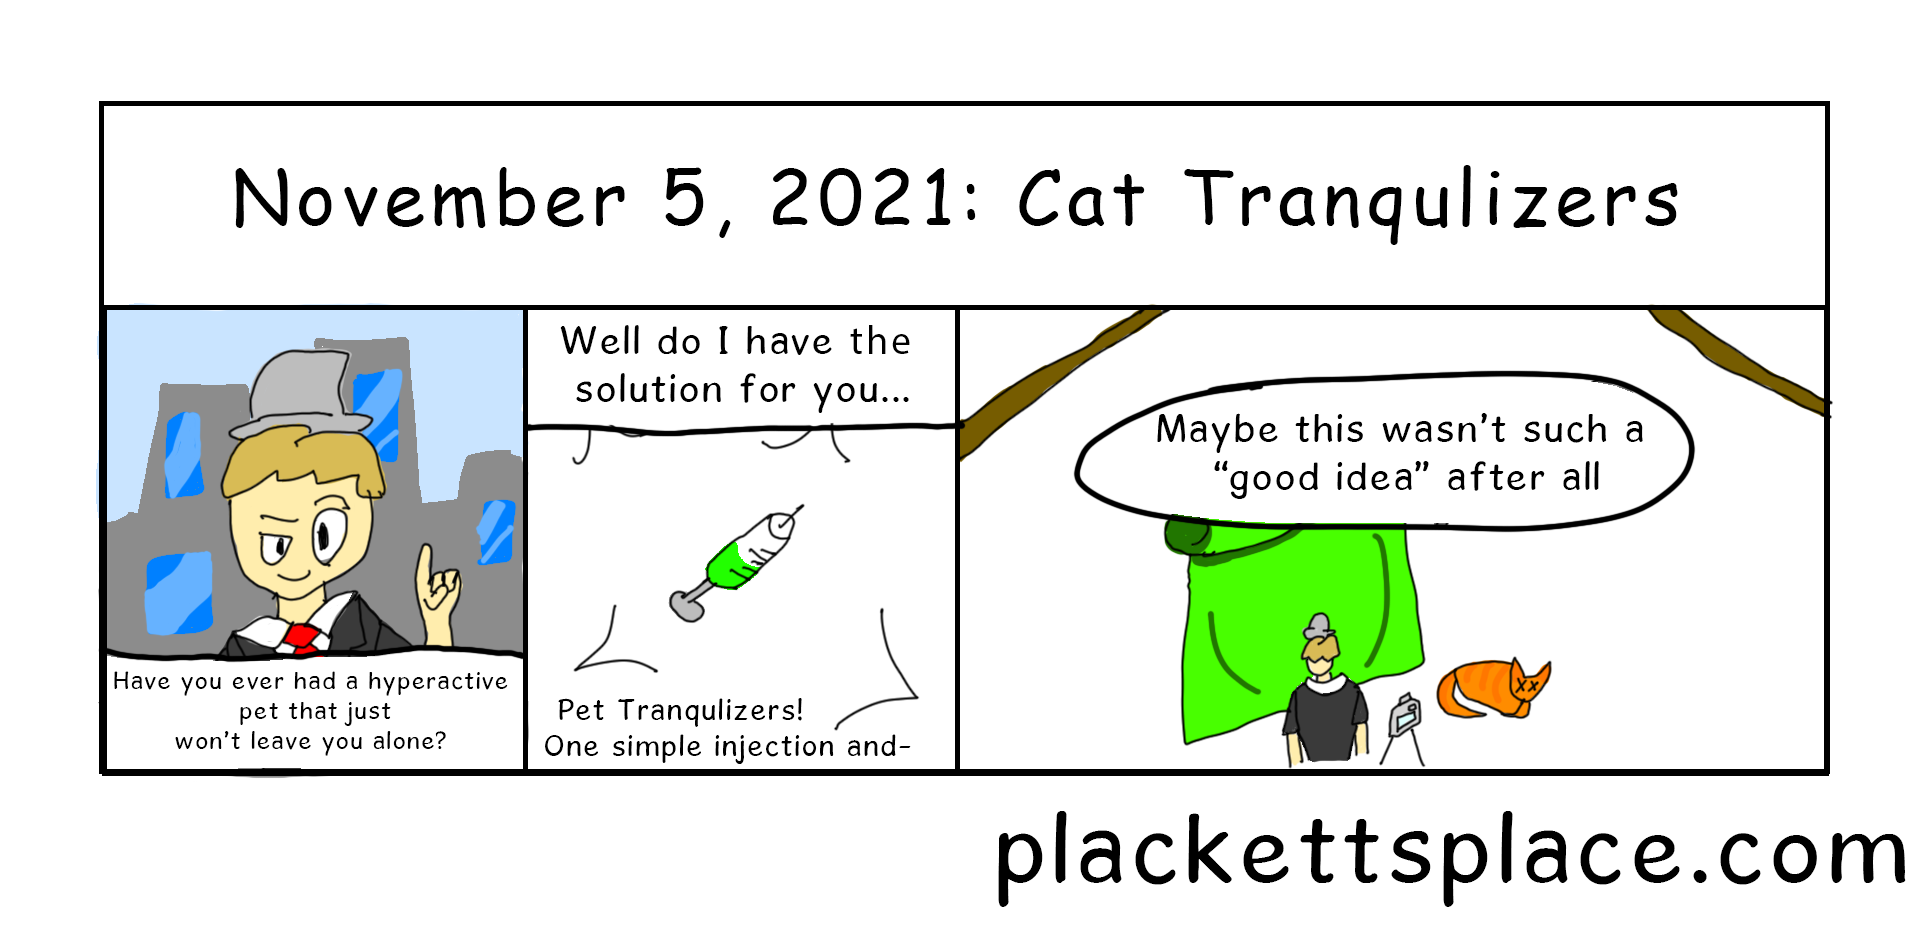 November 5, 2021: Cat Tranqulizers
Have you ever had a hyperactive
pet that just
won't leave you alone?
Well do I have the
solution for you...
Pet Tranqulizers!
One simple injection and-
Maybe this wasn't such a
“good idea” after all
plackettsplace.com